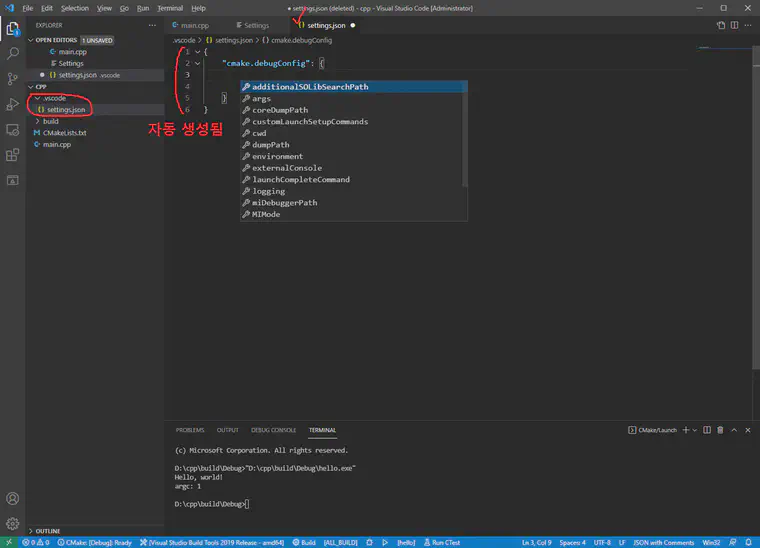 File Edit Selection View Go Run Terminal Help
● settings.json (deleted) - cpp - Visual Studio Code [Administrator]
EXPLORER
OPEN EDITORS 1 UNSAVED
main.cpp
Settings
● {} settings.json .vscode
CPP
.vscode
{} settings.json
build
CMakeLists.txt
main.cpp
OUTLINE
main.cpp Settings {} settings.json ●
.vscode > {} settings.json > {} cmake.debugConfig
1 {
2 "cmake.debugConfig": {
3
4
5 }
6 }
자동 생성됨
additionalSOLibSearchPath
args
coreDumpPath
customLaunchSetupCommands
cwd
dumpPath
environment
externalConsole
launchCompleteCommand
logging
miDebuggerPath
MIMode
PROBLEMS OUTPUT DEBUG CONSOLE TERMINAL
CMake/Launch
(c) Microsoft Corporation. All rights reserved.
D:\cpp\build\Debug>"D:\cpp\build\Debug\hello.exe"
Hello, world!
argc: 1
D:\cpp\build\Debug>
0 0 CMake: [Debug]: Ready [Visual Studio Build Tools 2019 Release - amd64] Build [ALL_BUILD] [hello] Run CTest Ln 3, Col 9 Spaces: 4 UTF-8 LF JSON with Comments Win32